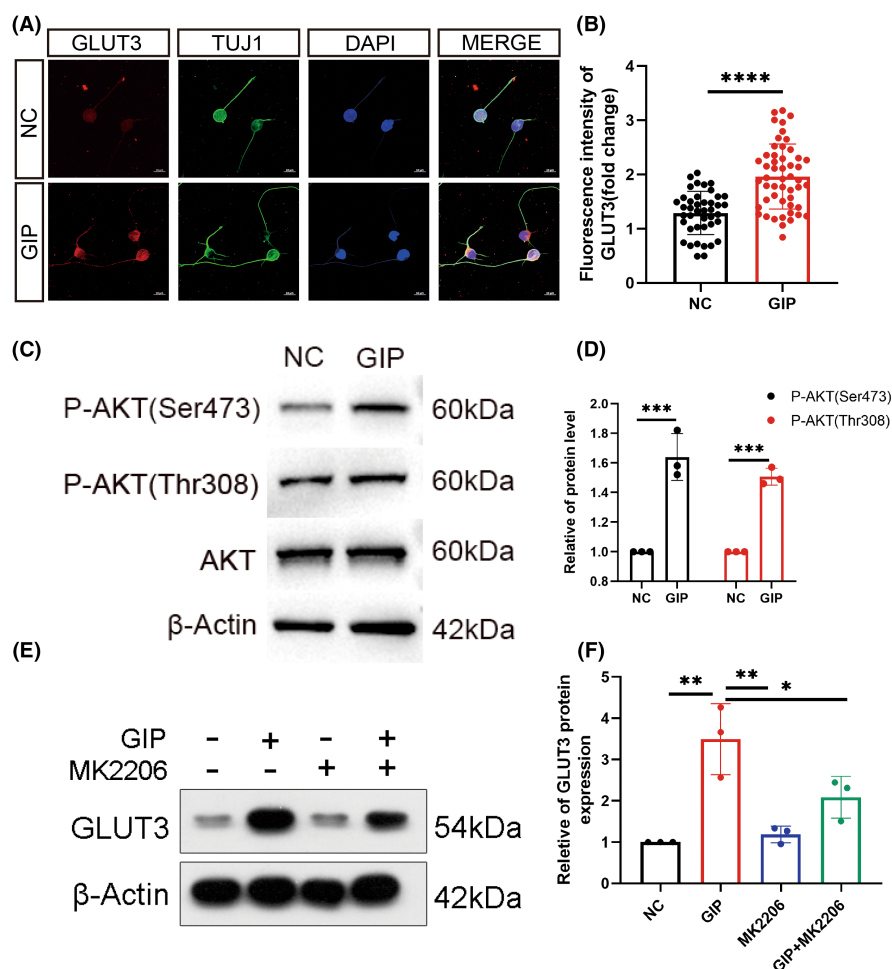 (A)
GLUT3 TUJ1 DAPI MERGE
NC
GIP
(B)
Fluorescence intensity of
GLUT3(fold change)
4
3
2
1
0
****
NC GIP
(C)
NC GIP
P-AKT(Ser473) 60kDa
P-AKT(Thr308) 60kDa
AKT 60kDa
β-Actin 42kDa
(D)
P-AKT(Ser473)
P-AKT(Thr308)
Relative of protein level
2.0
1.8
1.6
1.4
1.2
1.0
0.8
*** ***
NC GIP NC GIP
(E)
GIP - + - +
MK2206 - - + +
GLUT3 54kDa
β-Actin 42kDa
(F)
Reletive of GLUT3 protein
expression
5
4
3
2
1
0
** ** *
NC GIP MK2206 GIP+MK2206